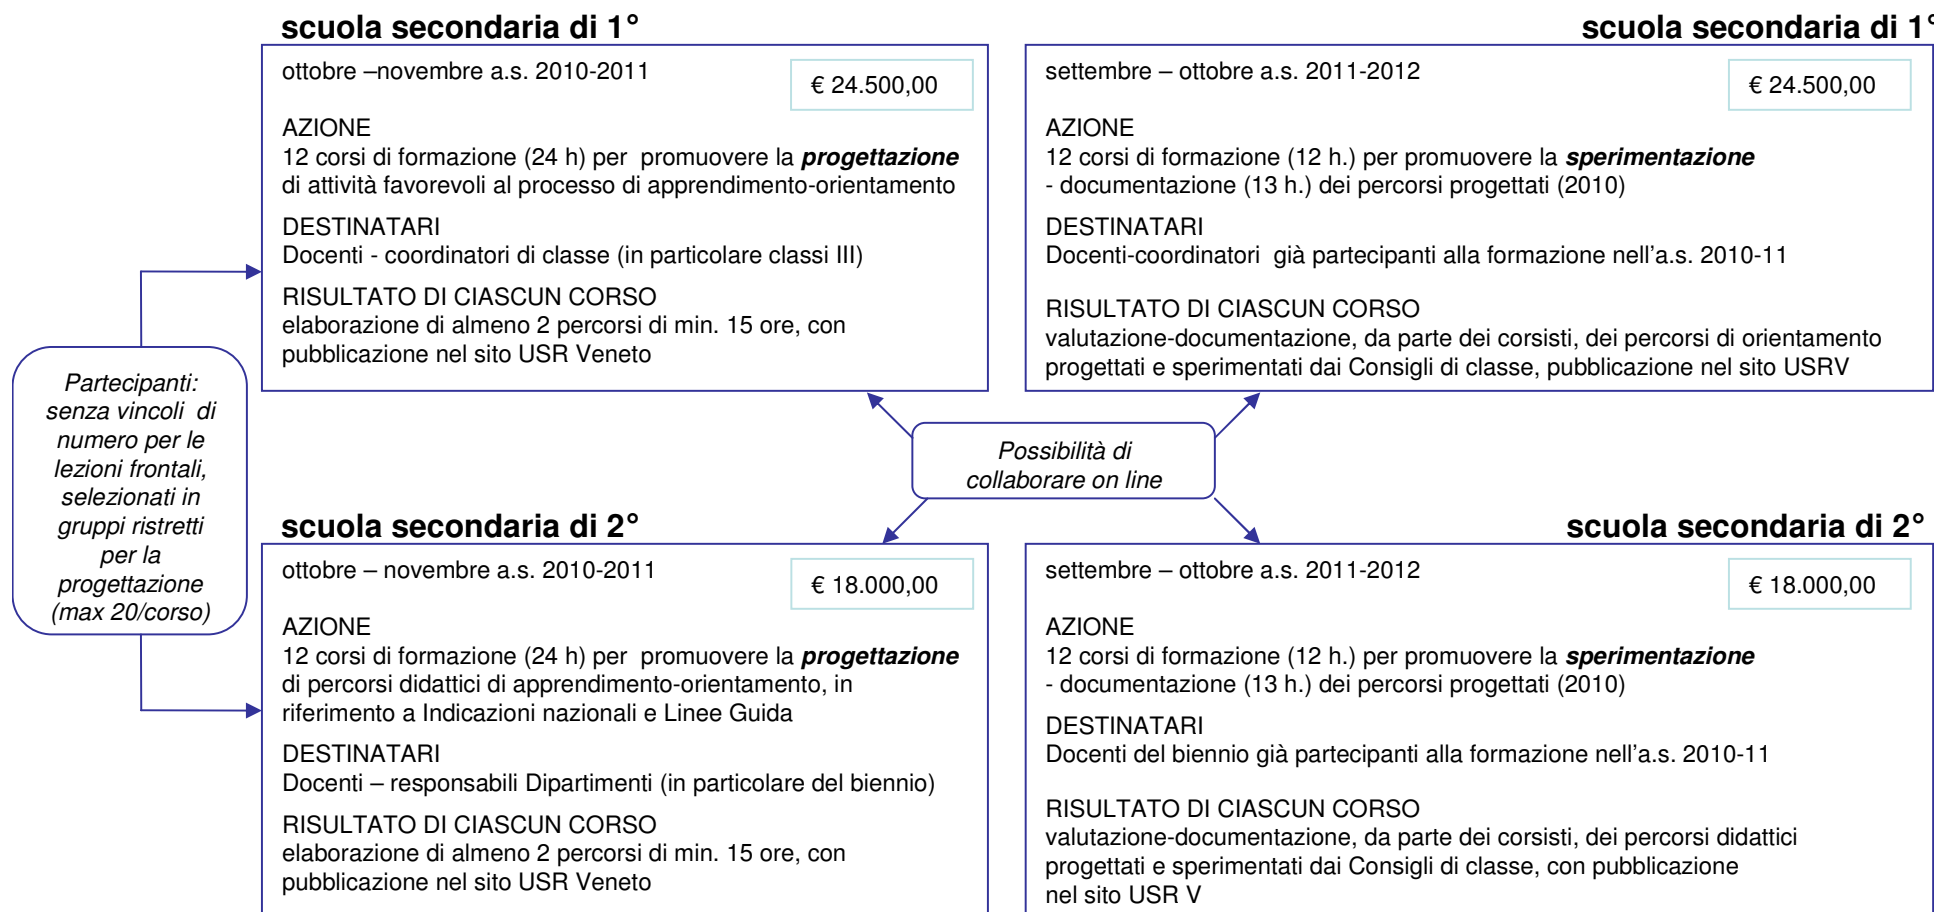 scuola secondaria di 1°
ottobre –novembre a.s. 2010-2011
€ 24.500,00
AZIONE
12 corsi di formazione (24 h) per promuovere la progettazione
di attività favorevoli al processo di apprendimento-orientamento
DESTINATARI
Docenti - coordinatori di classe (in particolare classi III)
RISULTATO DI CIASCUN CORSO
elaborazione di almeno 2 percorsi di min. 15 ore, con
pubblicazione nel sito USR Veneto
scuola secondaria di 1°
settembre – ottobre a.s. 2011-2012
€ 24.500,00
AZIONE
12 corsi di formazione (12 h.) per promuovere la sperimentazione
- documentazione (13 h.) dei percorsi progettati (2010)
DESTINATARI
Docenti-coordinatori già partecipanti alla formazione nell’a.s. 2010-11
RISULTATO DI CIASCUN CORSO
valutazione-documentazione, da parte dei corsisti, dei percorsi di orientamento
progettati e sperimentati dai Consigli di classe, pubblicazione nel sito USRV
Partecipanti:
senza vincoli di
numero per le
lezioni frontali,
selezionati in
gruppi ristretti
per la
progettazione
(max 20/corso)
Possibilità di
collaborare on line
scuola secondaria di 2°
ottobre – novembre a.s. 2010-2011
€ 18.000,00
AZIONE
12 corsi di formazione (24 h) per promuovere la progettazione
di percorsi didattici di apprendimento-orientamento, in
riferimento a Indicazioni nazionali e Linee Guida
DESTINATARI
Docenti – responsabili Dipartimenti (in particolare del biennio)
RISULTATO DI CIASCUN CORSO
elaborazione di almeno 2 percorsi di min. 15 ore, con
pubblicazione nel sito USR Veneto
scuola secondaria di 2°
settembre – ottobre a.s. 2011-2012
€ 18.000,00
AZIONE
12 corsi di formazione (12 h.) per promuovere la sperimentazione
- documentazione (13 h.) dei percorsi progettati (2010)
DESTINATARI
Docenti del biennio già partecipanti alla formazione nell’a.s. 2010-11
RISULTATO DI CIASCUN CORSO
valutazione-documentazione, da parte dei corsisti, dei percorsi didattici
progettati e sperimentati dai Consigli di classe, con pubblicazione
nel sito USR V